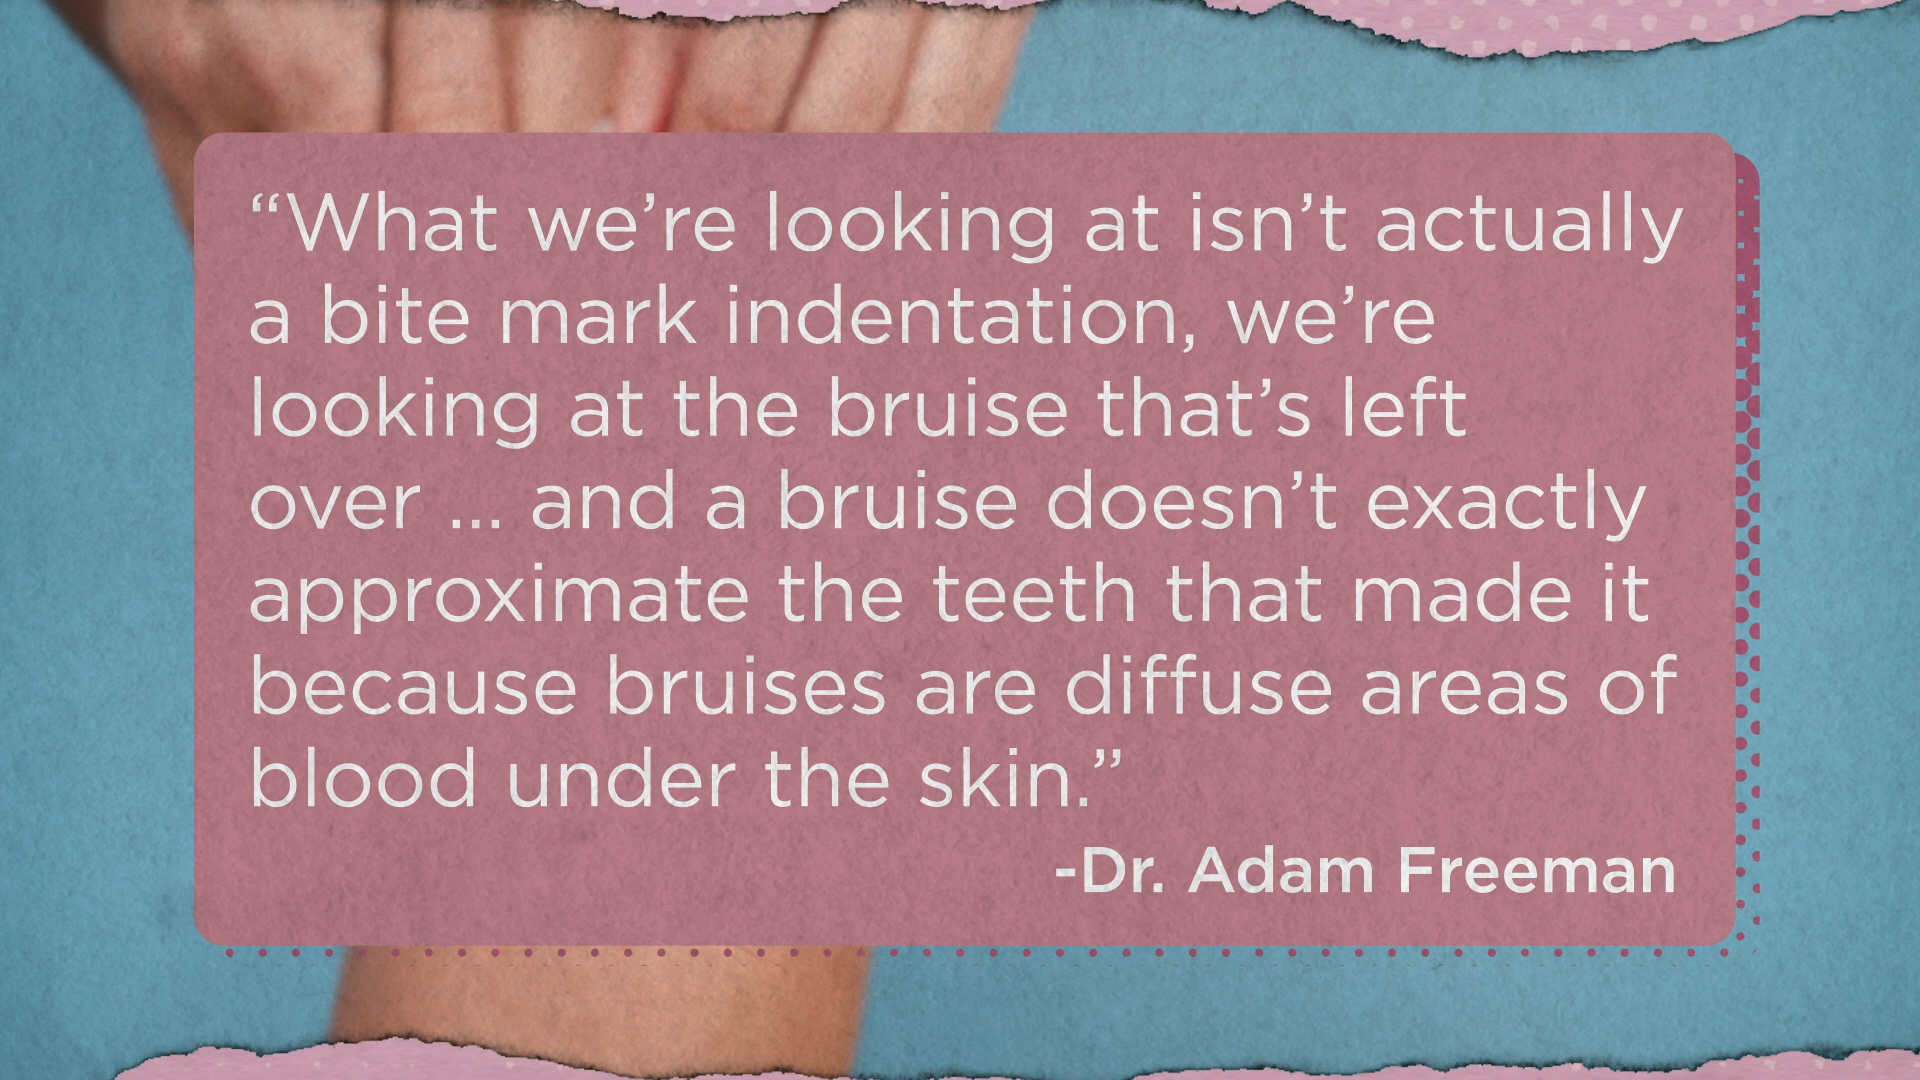 “What we’re looking at isn’t actually
a bite mark indentation, we’re
looking at the bruise that’s left
over ... and a bruise doesn’t exactly
approximate the teeth that made it
because bruises are diffuse areas of
blood under the skin.”
-Dr. Adam Freeman